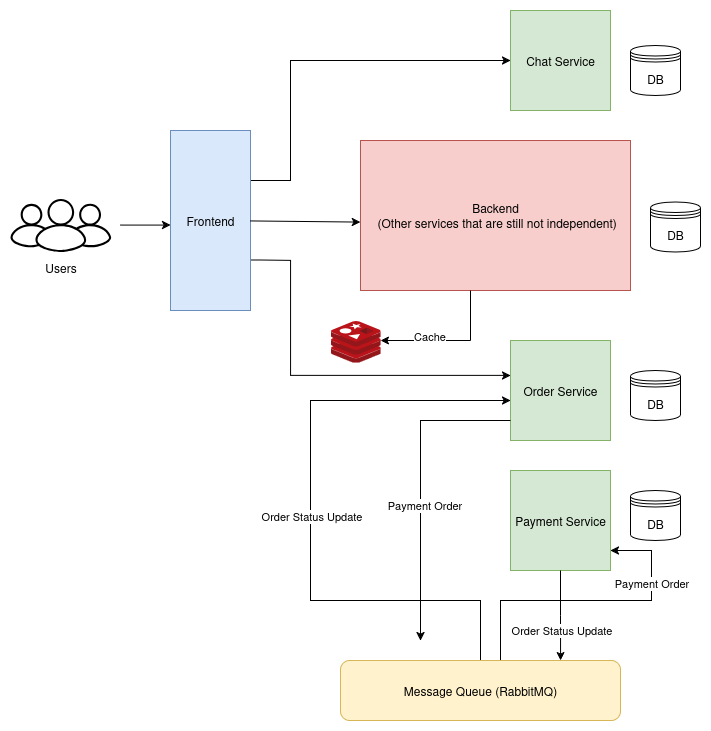 Chat Service
DB
Backend
(Other services that are still not independent)
DB
Frontend
Users
Cache
Order Service
DB
Payment Order
Order Status Update
Payment Service
DB
Payment Order
Order Status Update
Message Queue (RabbitMQ)